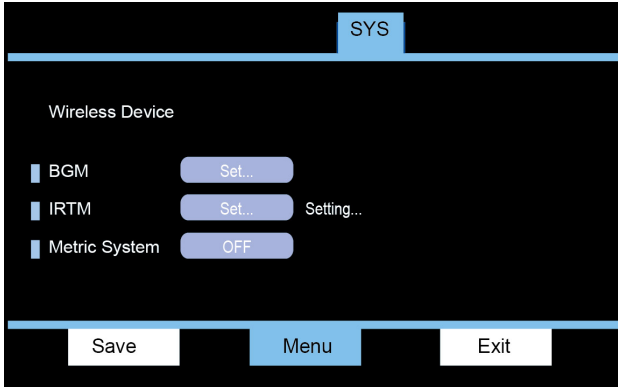 SYS
Wireless Device
BGM Set...
IRTM Set... Setting...
Metric System OFF
Save Menu Exit